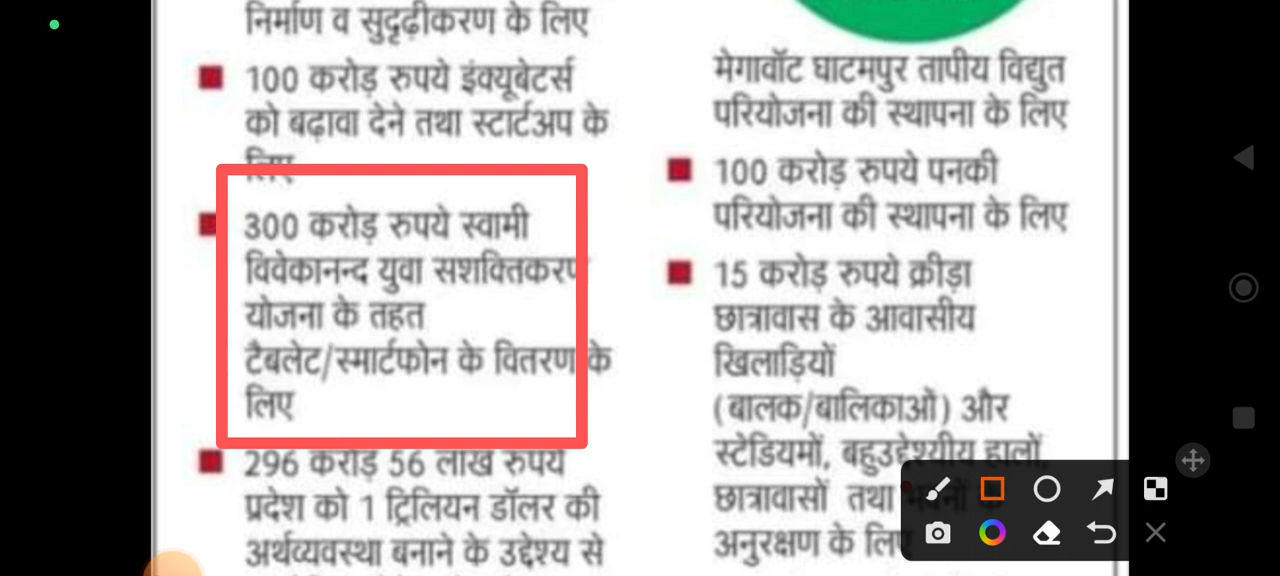 निर्माण व सुदृढ़ीकरण के लिए
100 करोड़ रुपये इंक्यूबेटर्स
को बढ़ावा देने तथा स्टार्टअप के
लिए
300 करोड़ रुपये स्वामी
विवेकानन्द युवा सशक्तिकरण
योजना के तहत
टैबलेट/स्मार्टफोन के वितरण के
लिए
296 करोड़ 56 लाख रुपये
प्रदेश को 1 ट्रिलियन डॉलर की
अर्थव्यवस्था बनाने के उद्देश्य से
मेगावॉट घाटमपुर तापीय विद्युत
परियोजना की स्थापना के लिए
100 करोड़ रुपये पनकी
परियोजना की स्थापना के लिए
15 करोड़ रुपये क्रीड़ा
छात्रावास के आवासीय
खिलाड़ियों
(बालक/बालिकाओं) और
स्टेडियमों, बहुउद्देश्यीय हालों,
छात्रावासों तथा भवनों के
अनुरक्षण के लिए